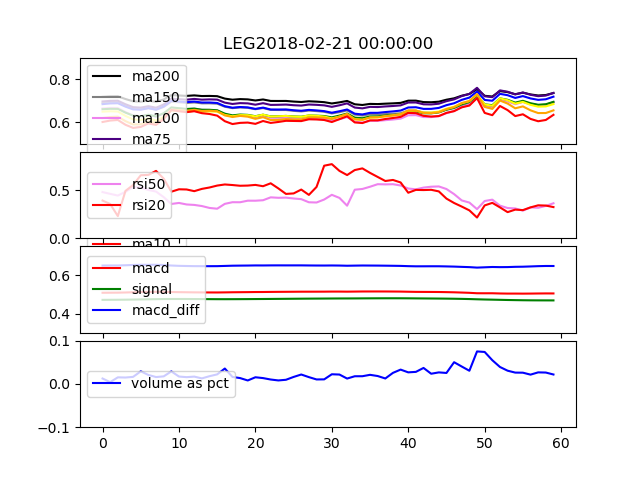 LEG2018-02-21 00:00:00
0.8
0.6
ma200
ma150
ma100
ma75
0.5
0.0
rsi50
rsi20
ma10
0.6
0.4
macd
signal
macd_diff
0.1
0.0
−0.1
volume as pct
0 10 20 30 40 50 60